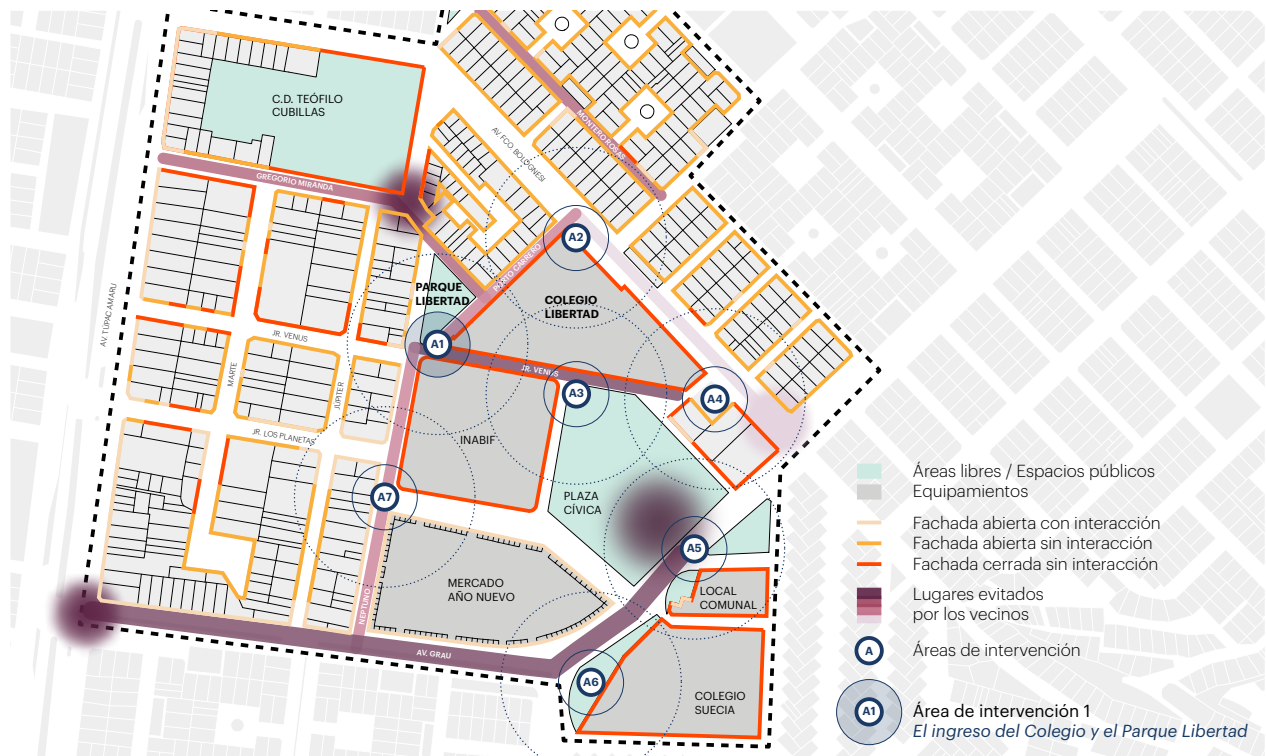 C.D. TEÓFILO
CUBILLAS
GREGORIO MIRANDA
MONTERO ROSAS
AV. FCO. BOLOGNESI
AV. TUPAC AMARU
PARQUE
LIBERTAD
PORTO CARRERO
A2
COLEGIO
LIBERTAD
A1
JR. VENUS
JR. VENUS
MARTE
JUPITER
A3
A4
JR. LOS PLANETAS
INABIF
A7
PLAZA
CÍVICA
A5
MERCADO
AÑO NUEVO
LOCAL
COMUNAL
NEPTUNO
AV. GRAU
A6
COLEGIO
SUECIA
Áreas libres / Espacios públicos
Equipamientos
Fachada abierta con interacción
Fachada abierta sin interacción
Fachada cerrada sin interacción
Lugares evitados
por los vecinos
A
Áreas de intervención
A1
Área de intervención 1
El ingreso del Colegio y el Parque Libertad